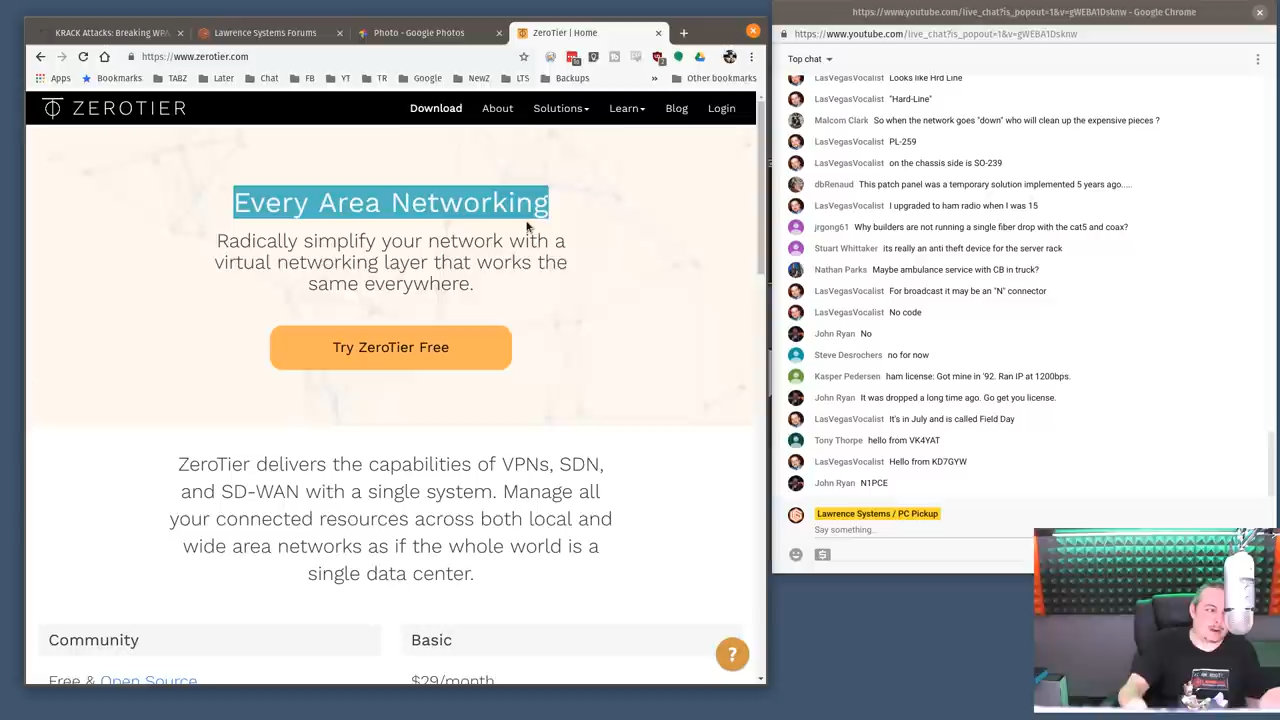 KRACK Attacks: Breaking WPA
Lawrence Systems Forums
Photo - Google Photos
ZeroTier | Home
https://www.zerotier.com
Apps
Bookmarks
TABZ
Later
Chat
FB
YT
TR
Google
NewZ
LTS
Backups
»
Other bookmarks
ZEROTIER
Download
About
Solutions
Learn
Blog
Login
Every Area Networking
Radically simplify your network with a
virtual networking layer that works the
same everywhere.
Try ZeroTier Free
ZeroTier delivers the capabilities of VPNs, SDN,
and SD-WAN with a single system. Manage all
your connected resources across both local and
wide area networks as if the whole world is a
single data center.
Community
Free & Open Source
Basic
$29/month
?
https://www.youtube.com/live_chat?is_popout=1&v=gWEBA1Dsknw - Google Chrome
https://www.youtube.com/live_chat?is_popout=1&v=gWEBA1Dsknw
Top chat
LasVegasVocalist Looks like Hrd Line
LasVegasVocalist "Hard-Line"
Malcom Clark So when the network goes "down" who will clean up the expensive pieces ?
LasVegasVocalist PL-259
LasVegasVocalist on the chassis side is SO-239
dbRenaud This patch panel was a temporary solution implemented 5 years ago.....
LasVegasVocalist I upgraded to ham radio when I was 15
jrgong61 Why builders are not running a single fiber drop with the cat5 and coax?
Stuart Whittaker its really an anti theft device for the server rack
Nathan Parks Maybe ambulance service with CB in truck?
LasVegasVocalist For broadcast it may be an "N" connector
LasVegasVocalist No code
John Ryan No
Steve Desrochers no for now
Kasper Pedersen ham license: Got mine in '92. Ran IP at 1200bps.
John Ryan It was dropped a long time ago. Go get you license.
LasVegasVocalist It's in July and is called Field Day
Tony Thorpe hello from VK4YAT
LasVegasVocalist Hello from KD7GYW
John Ryan N1PCE
Lawrence Systems / PC Pickup
Say something...